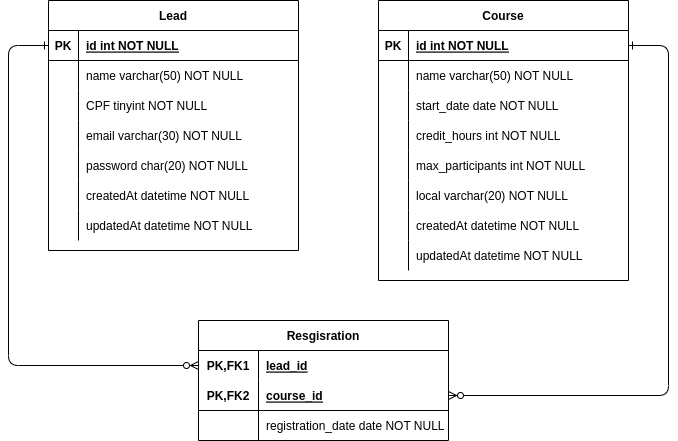 Lead
PK id int NOT NULL
name varchar(50) NOT NULL
CPF tinyint NOT NULL
email varchar(30) NOT NULL
password char(20) NOT NULL
createdAt datetime NOT NULL
updatedAt datetime NOT NULL
Course
PK id int NOT NULL
name varchar(50) NOT NULL
start_date date NOT NULL
credit_hours int NOT NULL
max_participants int NOT NULL
local varchar(20) NOT NULL
createdAt datetime NOT NULL
updatedAt datetime NOT NULL
Resgisration
PK,FK1 lead_id
PK,FK2 course_id
registration_date date NOT NULL